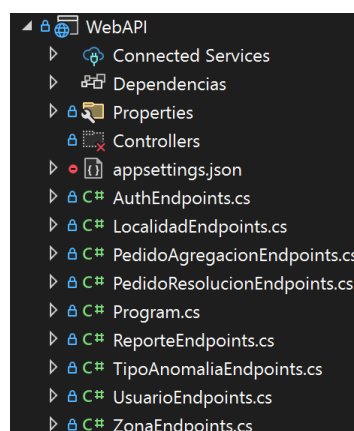 WebAPI
Connected Services
Dependencias
Properties
Controllers
appsettings.json
C# AuthEndpoints.cs
C# LocalidadEndpoints.cs
C# PedidoAgregacionEndpoints.cs
C# PedidoResolucionEndpoints.cs
C# Program.cs
C# ReporteEndpoints.cs
C# TipoAnomaliaEndpoints.cs
C# UsuarioEndpoints.cs
C# ZonaEndpoints.cs